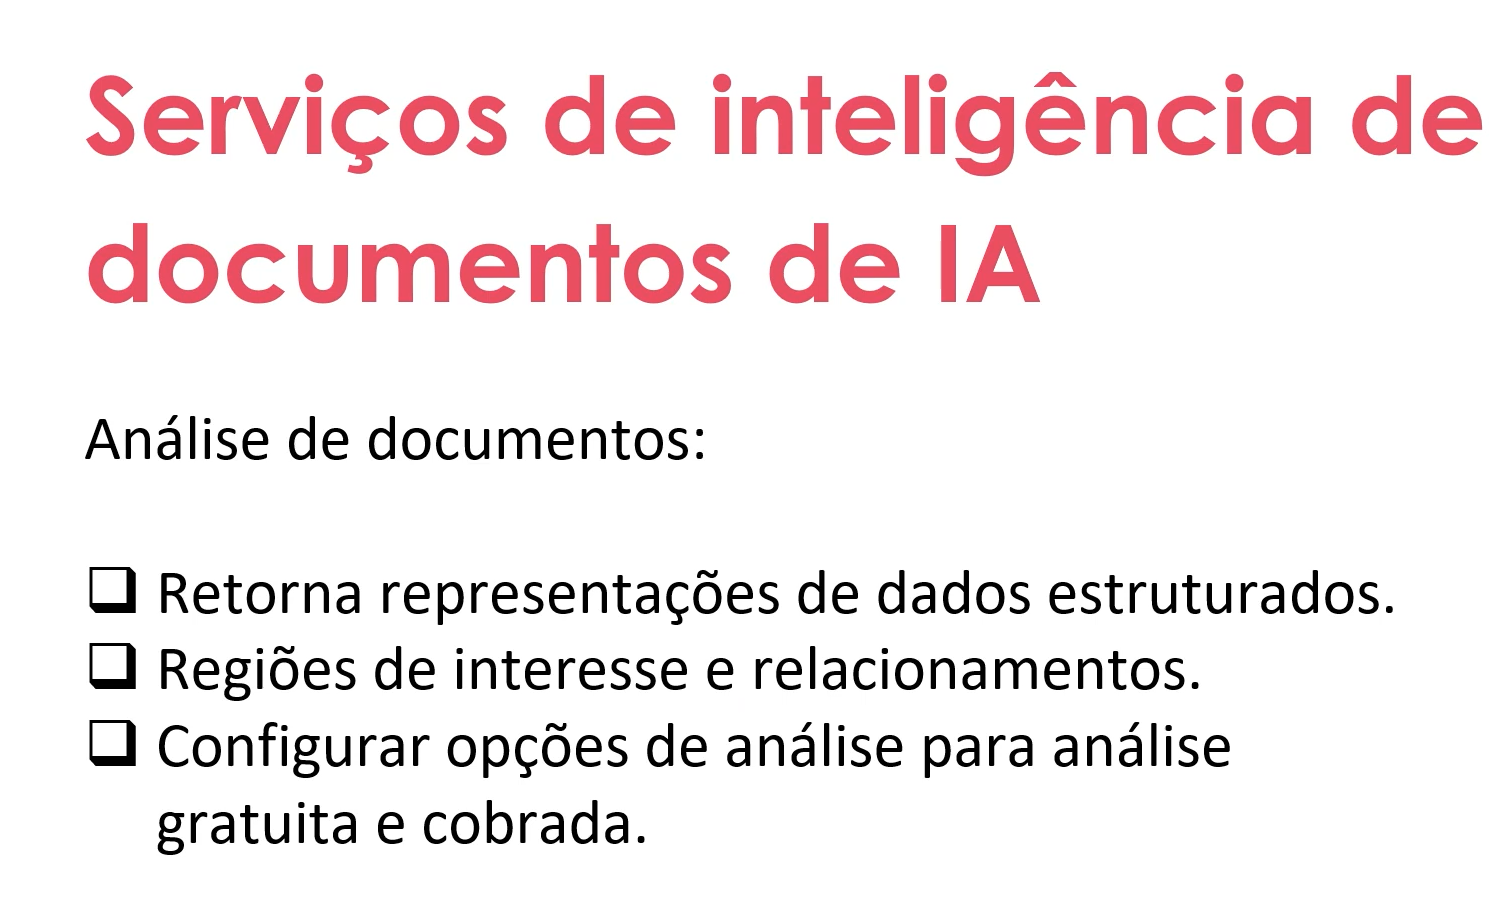 Serviços de inteligência de
documentos de IA
Análise de documentos:
❑ Retorna representações de dados estruturados.
❑ Regiões de interesse e relacionamentos.
❑ Configurar opções de análise para análise
gratuita e cobrada.